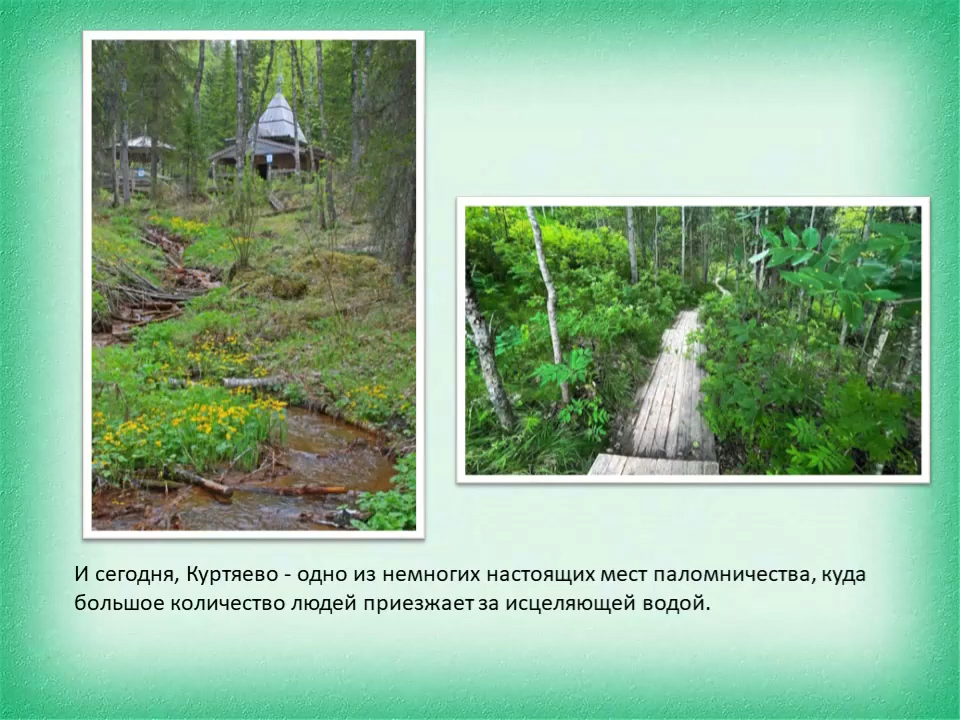 И сегодня, Куртяево - одно из немногих настоящих мест паломничества, куда
большое количество людей приезжает за исцеляющей водой.